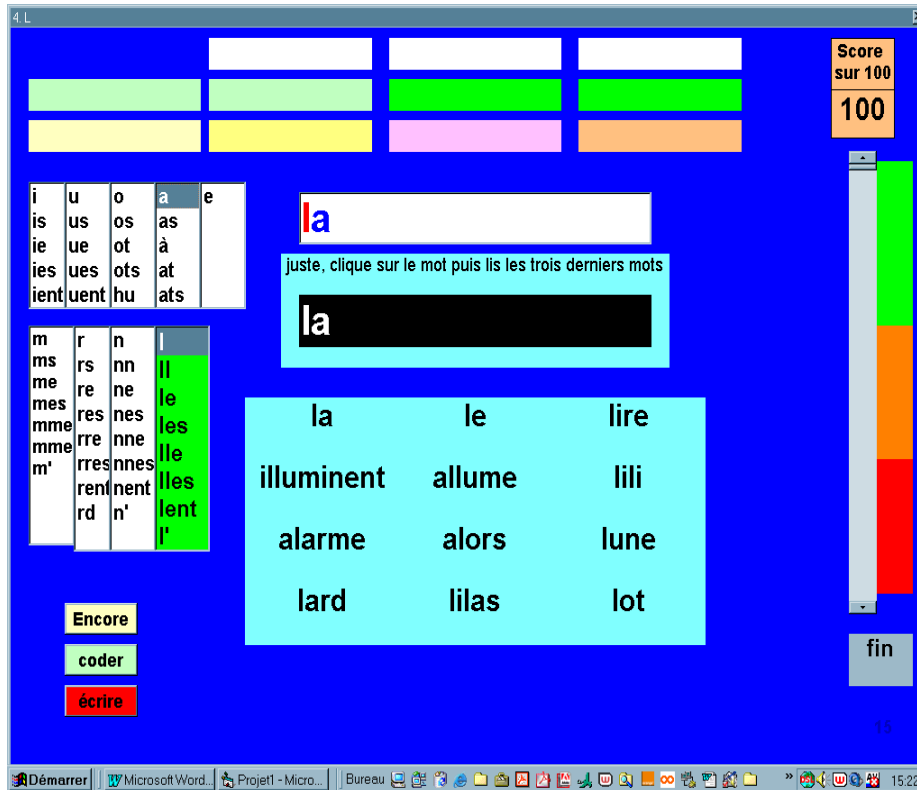 4. L
Score
sur 100
100
i u o a e
is us os as
ie ue ot à
ies ues ots at
ient uent hu ats
la
juste, clique sur le mot puis lis les trois derniers mots
la
m r n l
ms rs nn ll
me re ne le
mes res nes les
mme rre nne lle
mme rres nnes lles
m' rent nent lent
rd n' l'
la le lire
illuminent allume lili
alarme alors lune
lard lilas lot
Encore
coder
écrire
fin
15
Démarrer Microsoft Word... Projet1 - Micro... Bureau » 15:22